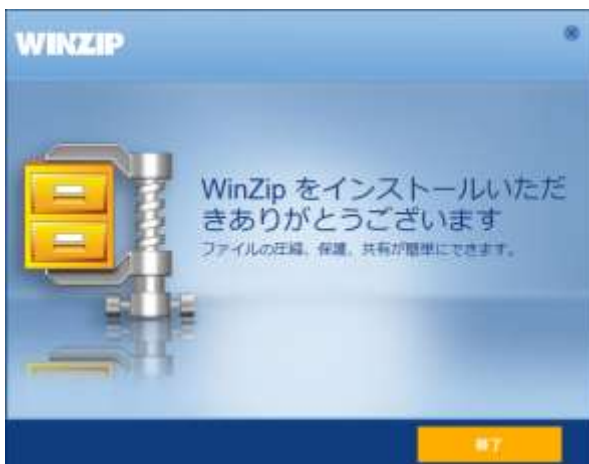 WINZIP
WinZip をインストールいただ
きありがとうございます
ファイルの圧縮、保護、共有が簡単にできます。
終了